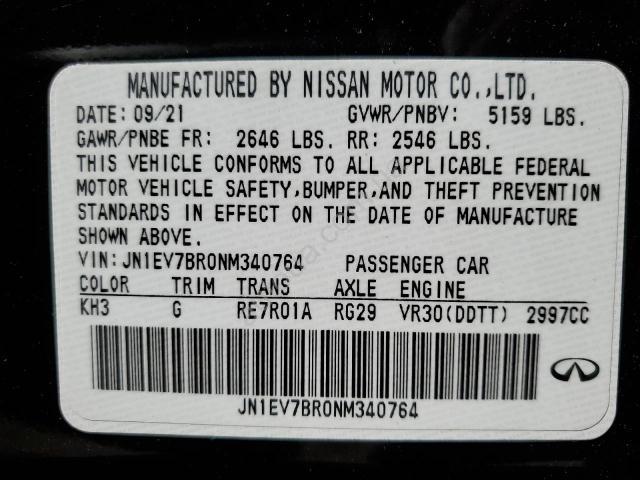 MANUFACTURED BY NISSAN MOTOR CO.,LTD.
DATE: 09/21 GVWR/PNBV: 5159 LBS.
GAWR/PNBE FR: 2646 LBS. RR: 2546 LBS.
THIS VEHICLE CONFORMS TO ALL APPLICABLE FEDERAL
MOTOR VEHICLE SAFETY,BUMPER,AND THEFT PREVENTION
STANDARDS IN EFFECT ON THE DATE OF MANUFACTURE
SHOWN ABOVE.
VIN:JN1EV7BR0NM340764 PASSENGER CAR
COLOR TRIM TRANS AXLE ENGINE
KH3 G RE7R01A RG29 VR30(DDTT) 2997CC
JN1EV7BR0NM340764